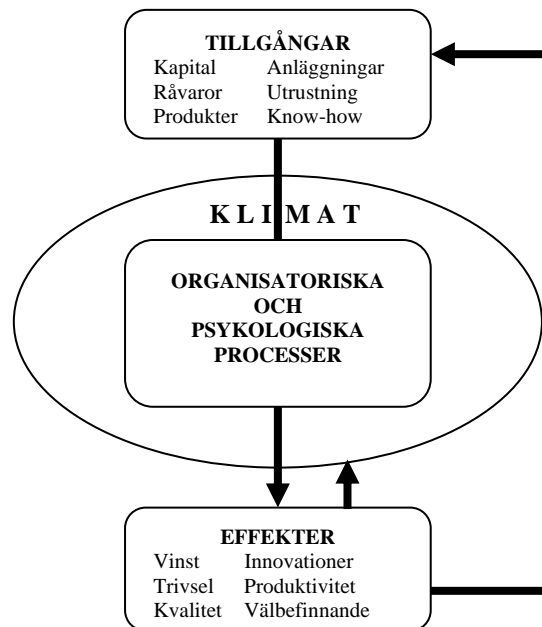 TILLGÅNGAR
Kapital Anläggningar
Råvaror Utrustning
Produkter Know-how
K L I M A T
ORGANISATORISKA
OCH
PSYKOLOGISKA
PROCESSER
EFFEKTER
Vinst Innovationer
Trivsel Produktivitet
Kvalitet Välbefinnande